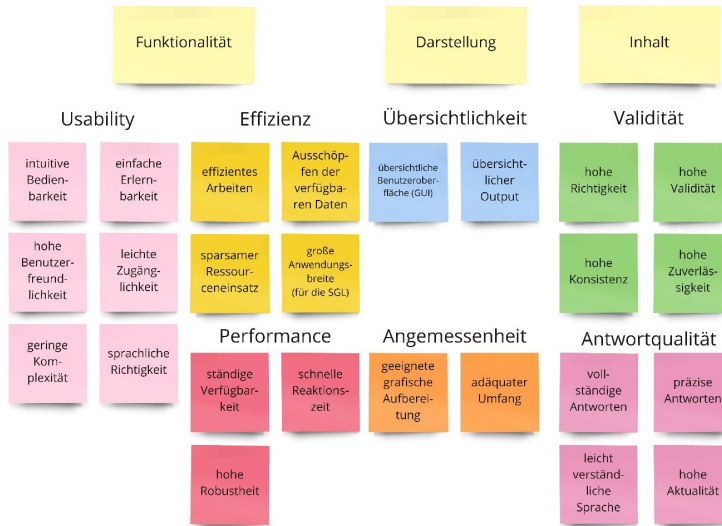 Funktionalität
Darstellung
Inhalt
Usability
intuitive
Bedien-
barkeit
einfache
Erlern-
barkeit
hohe
Benutzer-
freund-
lichkeit
leichte
Zugäng-
lichkeit
geringe
Kom-
plexität
sprachliche
Richtigkeit
Effizienz
effizientes
Arbeiten
Ausschöp-
fen der
verfügba-
ren Daten
sparsamer
Ressour-
ceneinsatz
große
Anwendungs-
breite
(für die SGL)
Performance
ständige
Verfügbar-
keit
schnelle
Reaktions-
zeit
hohe
Robustheit
Übersichtlichkeit
übersichtliche
Benutzerober-
fläche (GUI)
übersicht-
licher
Output
Angemessenheit
geeignete
grafische
Aufberei-
tung
adäquater
Umfang
Validität
hohe
Richtigkeit
hohe
Validität
hohe
Konsistenz
hohe
Zuverläs-
sigkeit
Antwortqualität
voll-
ständige
Antworten
präzise
Antworten
leicht
verständ-
liche
Sprache
hohe
Aktualität